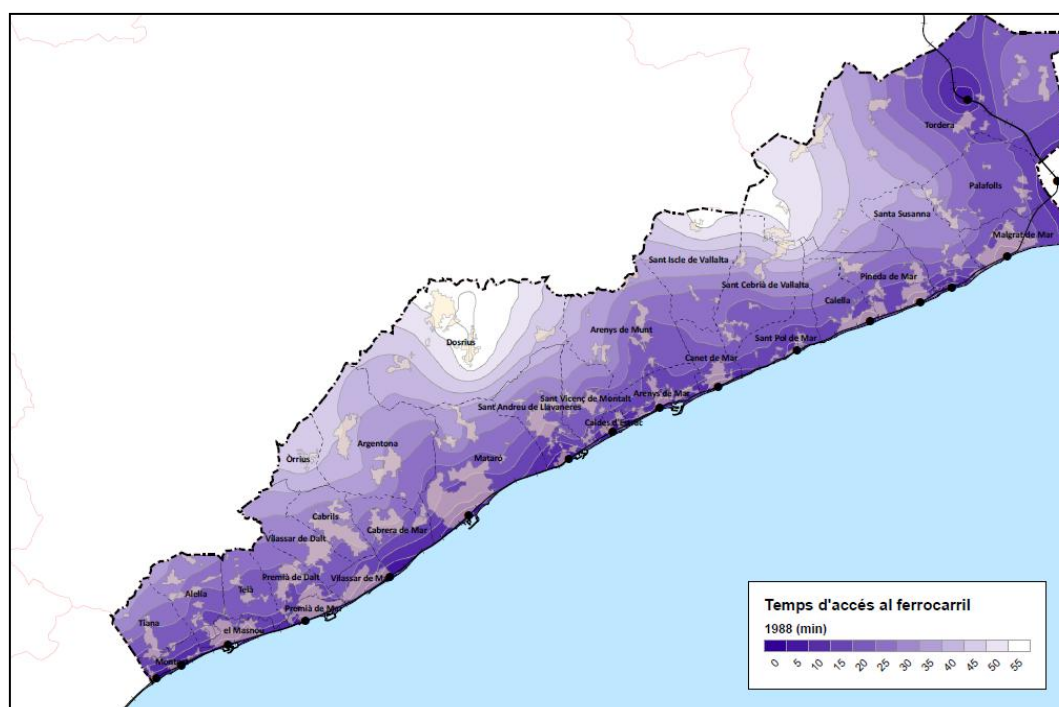 Tordera
Palafolls
Santa Susanna
Malgrat de Mar
Sant Iscle de Vallalta
Pineda de Mar
Sant Cebrià de Vallalta
Calella
Arenys de Munt
Sant Pol de Mar
Dosrius
Canet de Mar
Arenys de Mar
Sant Vicenç de Montalt
Sant Andreu de Llavaneres
Caldes d'Estrac
Argentona
Mataró
Òrrius
Cabrils
Cabrera de Mar
Vilassar de Dalt
Premià de Dalt
Vilassar de Mar
Teià
Alella
Premià de Mar
Tiana
el Masnou
Montgat
Temps d'accés al ferrocarril
1988 (min)
0 5 10 15 20 25 30 35 40 45 50 55